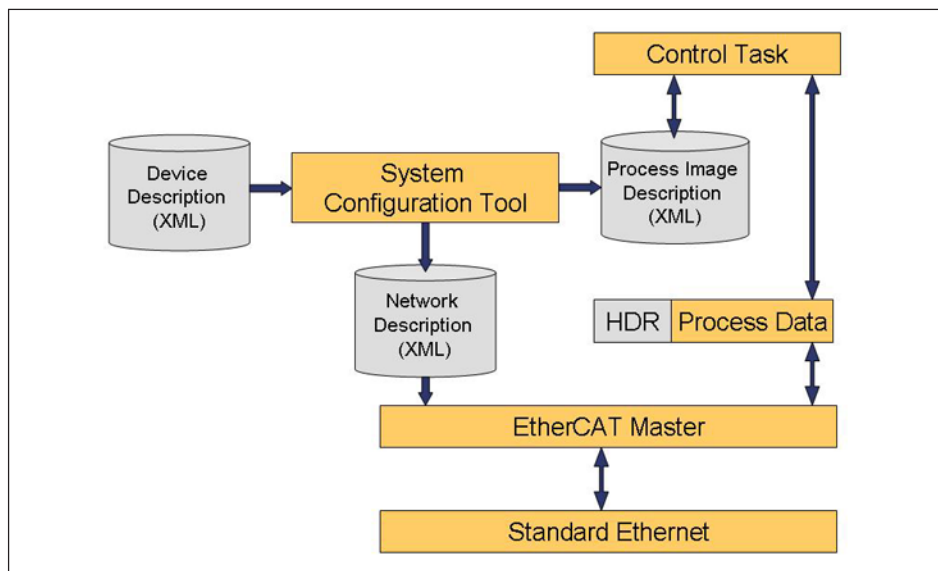 Control Task
Device
Description
(XML)
System
Configuration Tool
Process Image
Description
(XML)
Network
Description
(XML)
HDR
Process Data
EtherCAT Master
Standard Ethernet